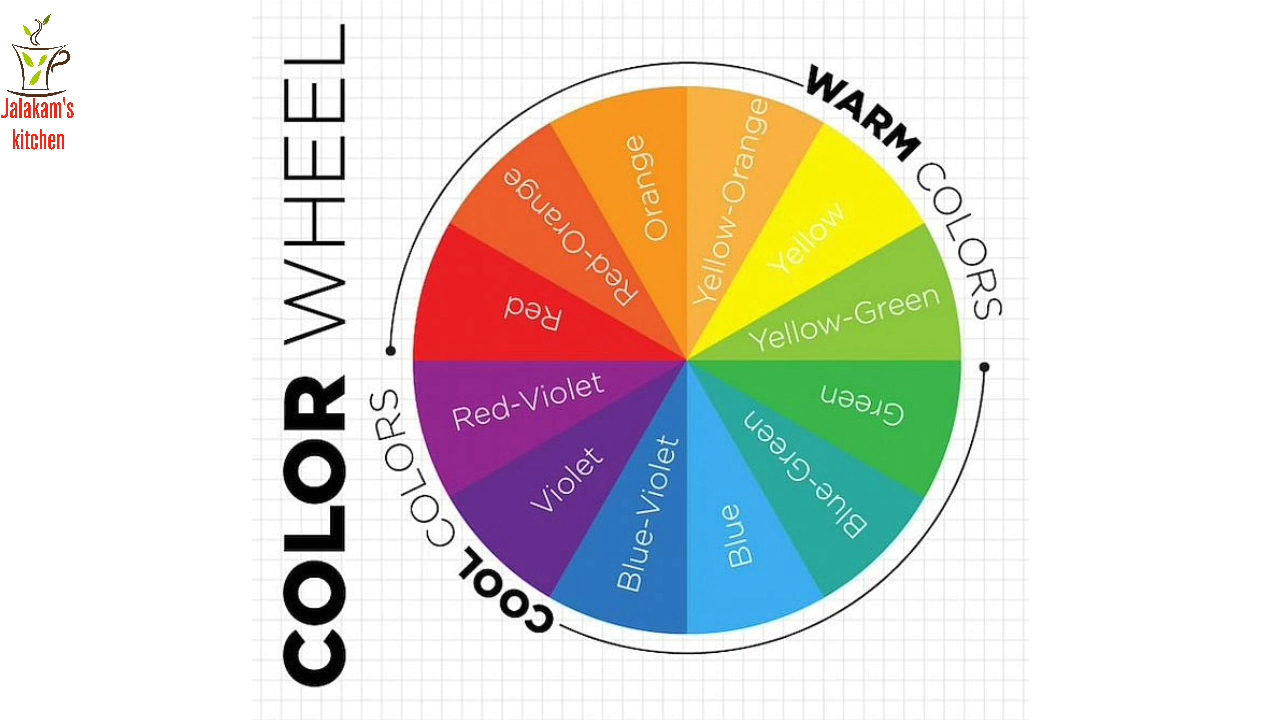 Jalakam's
kitchen
COLOR WHEEL
WARM COLORS
Yellow-Orange
Yellow
Yellow-Green
Green
Blue-Green
Blue
Blue-Violet
Violet
Red-Violet
Red
Red-Orange
Orange
COOL COLORS